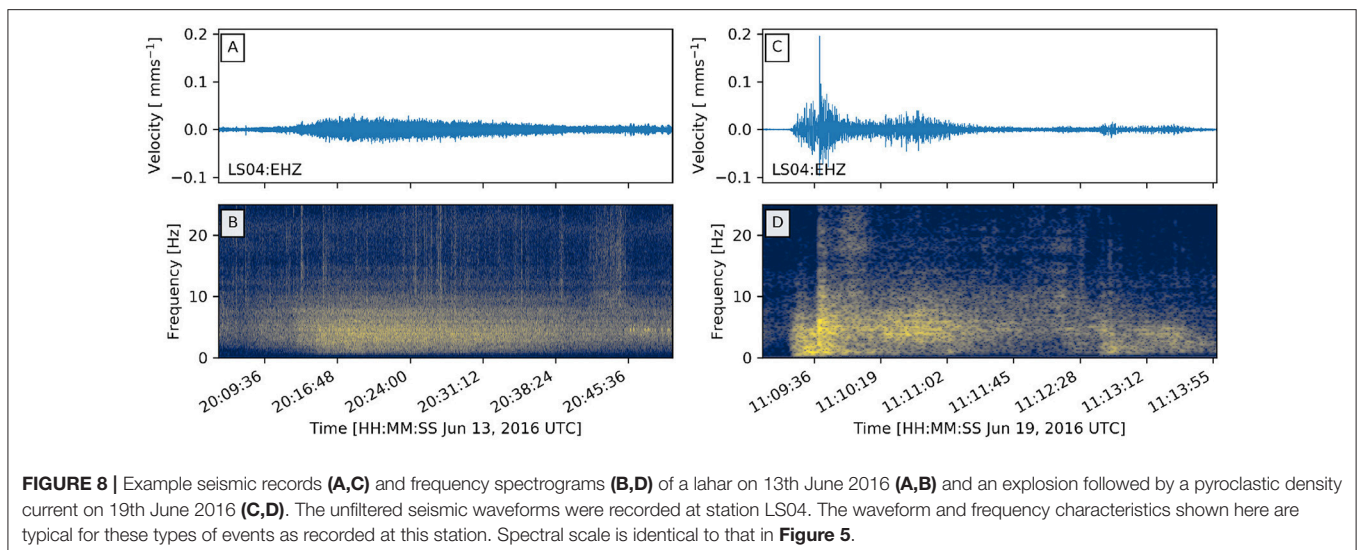 A
0.2
0.1
0.0
−0.1
Velocity [ mms⁻¹]
LS04:EHZ
C
0.2
0.1
0.0
−0.1
Velocity [ mms⁻¹]
LS04:EHZ
B
20
10
0
Frequency [Hz]
20:09:36
20:16:48
20:24:00
20:31:12
20:38:24
20:45:36
Time [HH:MM:SS Jun 13, 2016 UTC]
D
20
10
0
Frequency [Hz]
11:09:36
11:10:19
11:11:02
11:11:45
11:12:28
11:13:12
11:13:55
Time [HH:MM:SS Jun 19, 2016 UTC]
FIGURE 8 | Example seismic records (A,C) and frequency spectrograms (B,D) of a lahar on 13th June 2016 (A,B) and an explosion followed by a pyroclastic density
current on 19th June 2016 (C,D). The unfiltered seismic waveforms were recorded at station LS04. The waveform and frequency characteristics shown here are
typical for these types of events as recorded at this station. Spectral scale is identical to that in Figure 5.